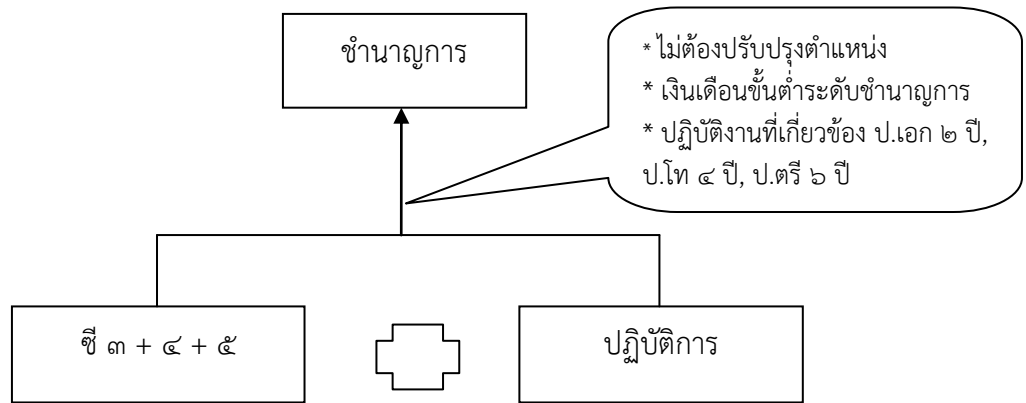 ชำนาญการ
* ไม่ต้องปรับปรุงตำแหน่ง
* เงินเดือนขั้นต่ำระดับชำนาญการ
* ปฏิบัติงานที่เกี่ยวข้อง ป.เอก ๒ ปี,
ป.โท ๔ ปี, ป.ตรี ๖ ปี
ซี ๓ + ๔ + ๕
ปฏิบัติการ